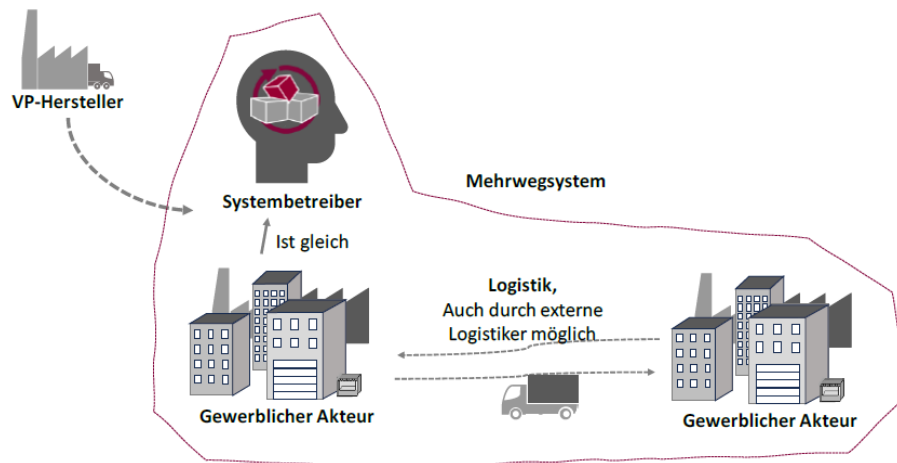 VP-Hersteller
Systembetreiber
Mehrwegsystem
Ist gleich
Logistik,
Auch durch externe
Logistiker möglich
Gewerblicher Akteur
Gewerblicher Akteur